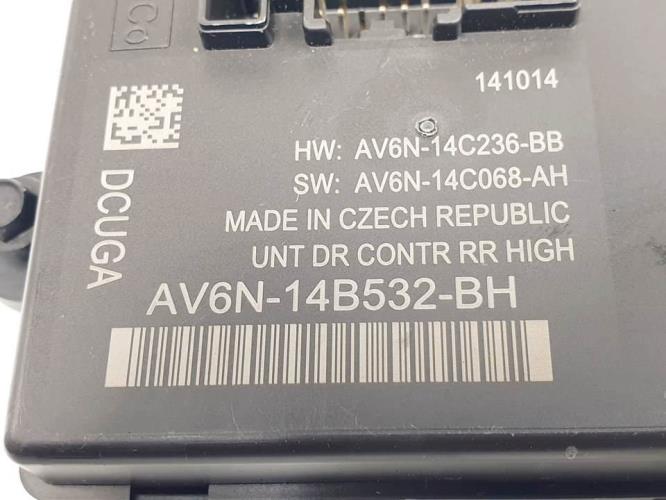 Co
141014
HW: AV6N-14C236-BB
SW: AV6N-14C068-AH
MADE IN CZECH REPUBLIC
UNT DR CONTR RR HIGH
AV6N-14B532-BH
DCUGA